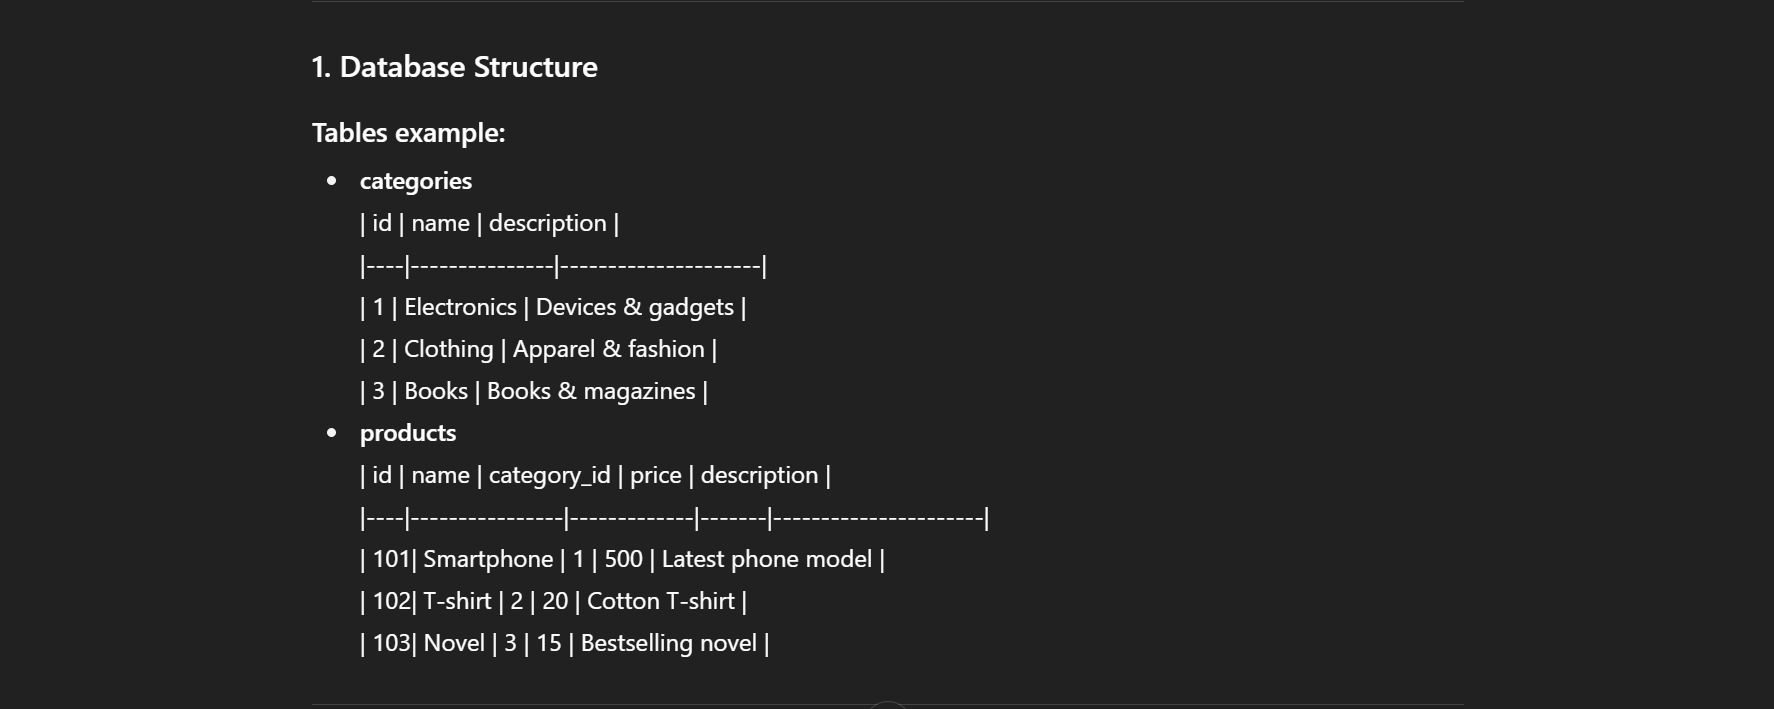 1. Database Structure
Tables example:
• categories
| id | name | description |
|----|---------------|---------------------|
| 1 | Electronics | Devices & gadgets |
| 2 | Clothing | Apparel & fashion |
| 3 | Books | Books & magazines |
• products
| id | name | category_id | price | description |
|----|----------------|-------------|-------|----------------------|
| 101| Smartphone | 1 | 500 | Latest phone model |
| 102| T-shirt | 2 | 20 | Cotton T-shirt |
| 103| Novel | 3 | 15 | Bestselling novel |